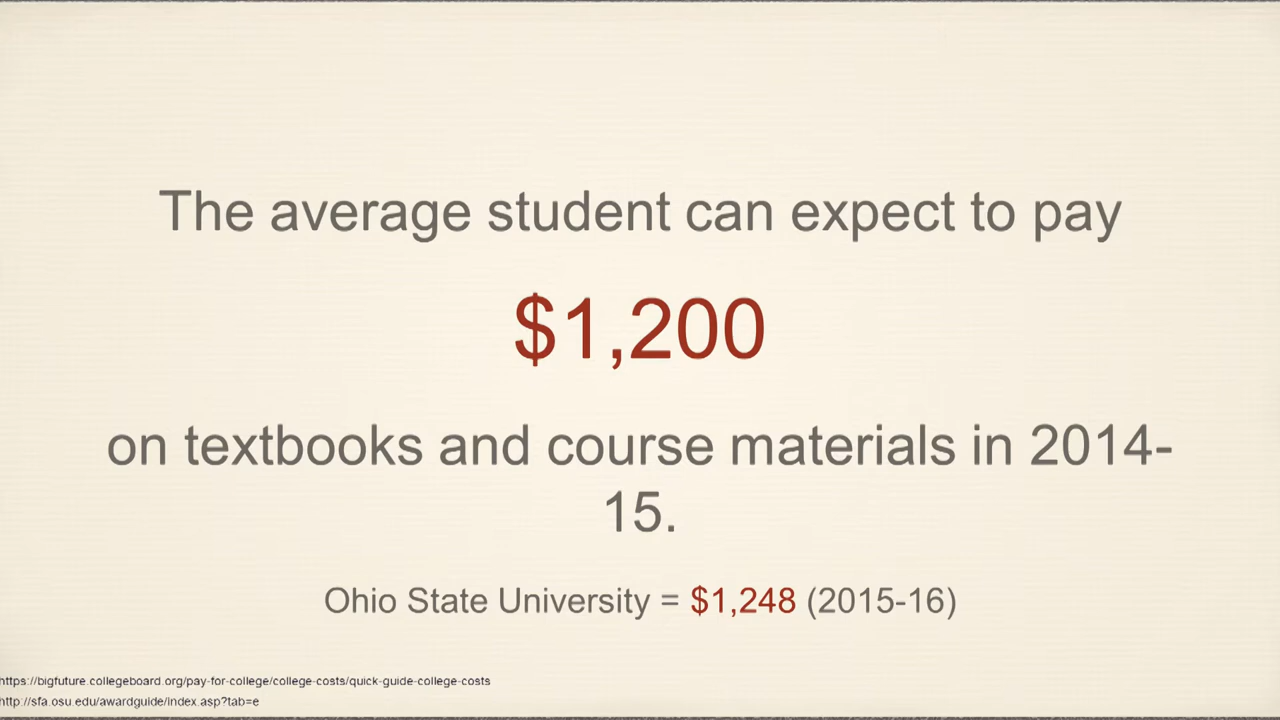 The average student can expect to pay
$1,200
on textbooks and course materials in 2014-
15.
Ohio State University = $1,248 (2015-16)
https://bigfuture.collegeboard.org/pay-for-college/college-costs/quick-guide-college-costs
http://sfa.osu.edu/awardguide/index.asp?tab=e